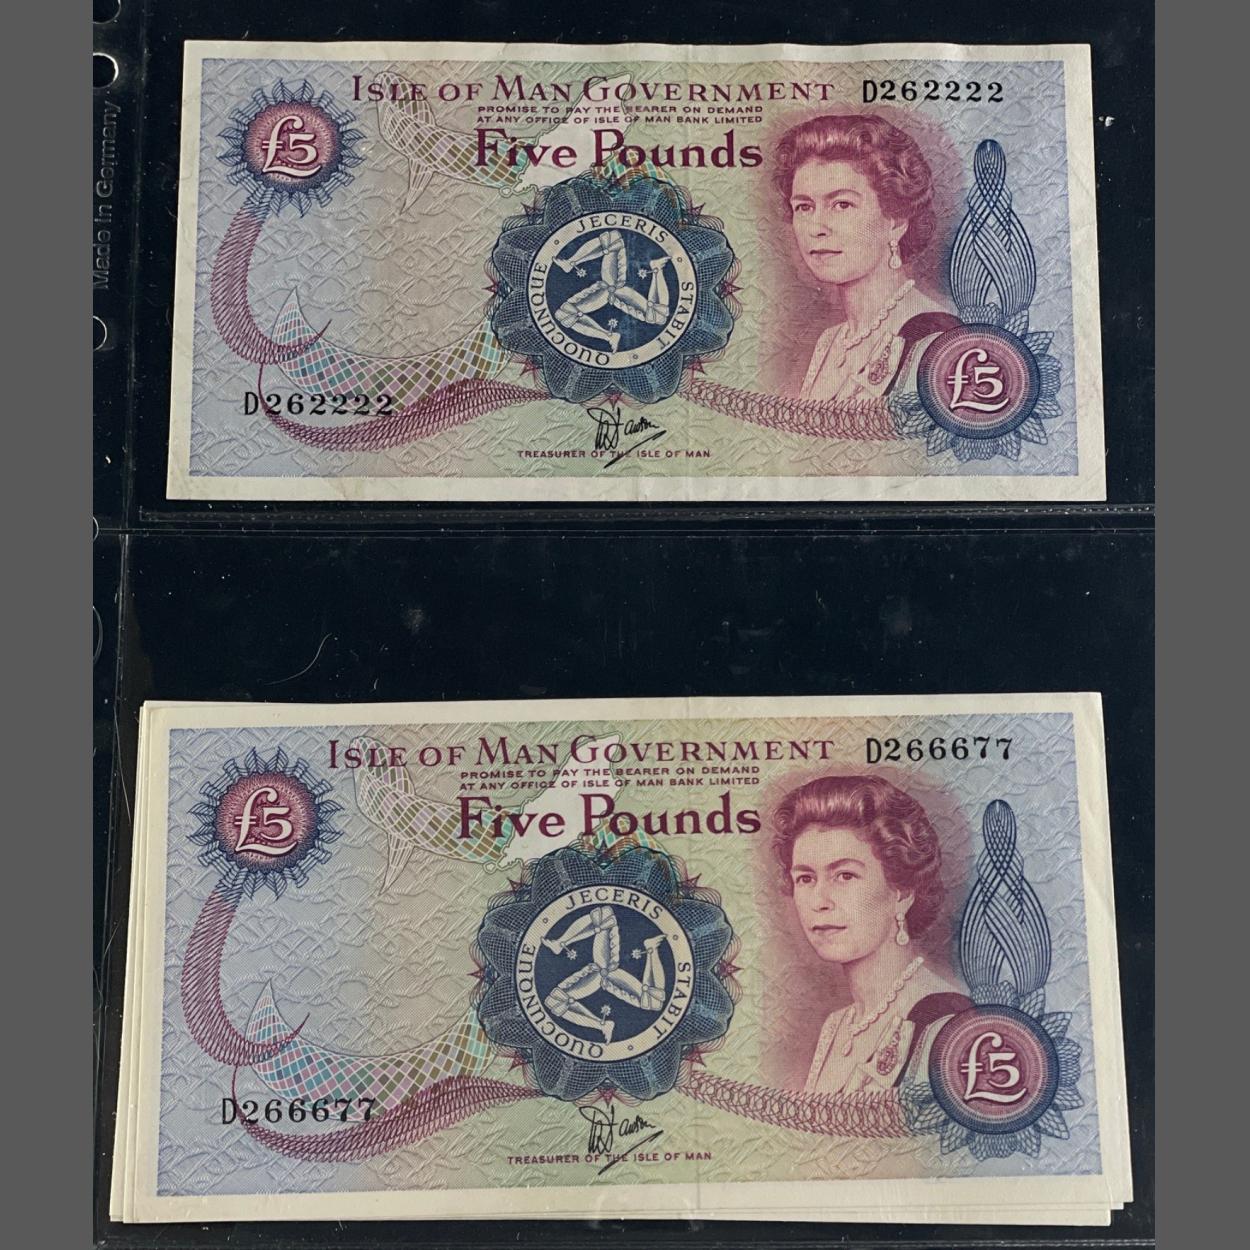 Made in Germany
ISLE OF MAN GOVERNMENT D262222
PROMISE TO PAY THE BEARER ON DEMAND
AT ANY OFFICE OF ISLE OF MAN BANK LIMITED
Five Pounds
£5
QUOCUNQUE JECERIS STABIT
£5
D262222
TREASURER OF THE ISLE OF MAN
ISLE OF MAN GOVERNMENT D266677
PROMISE TO PAY THE BEARER ON DEMAND
AT ANY OFFICE OF ISLE OF MAN BANK LIMITED
Five Pounds
£5
QUOCUNQUE JECERIS STABIT
£5
D266677
TREASURER OF THE ISLE OF MAN